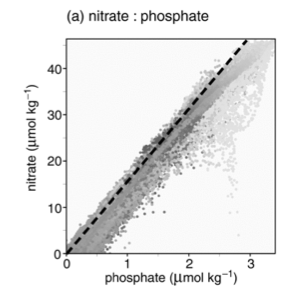 (a) nitrate : phosphate
nitrate (μmol kg⁻¹)
40
30
20
10
0
0 1 2 3
phosphate (μmol kg⁻¹)